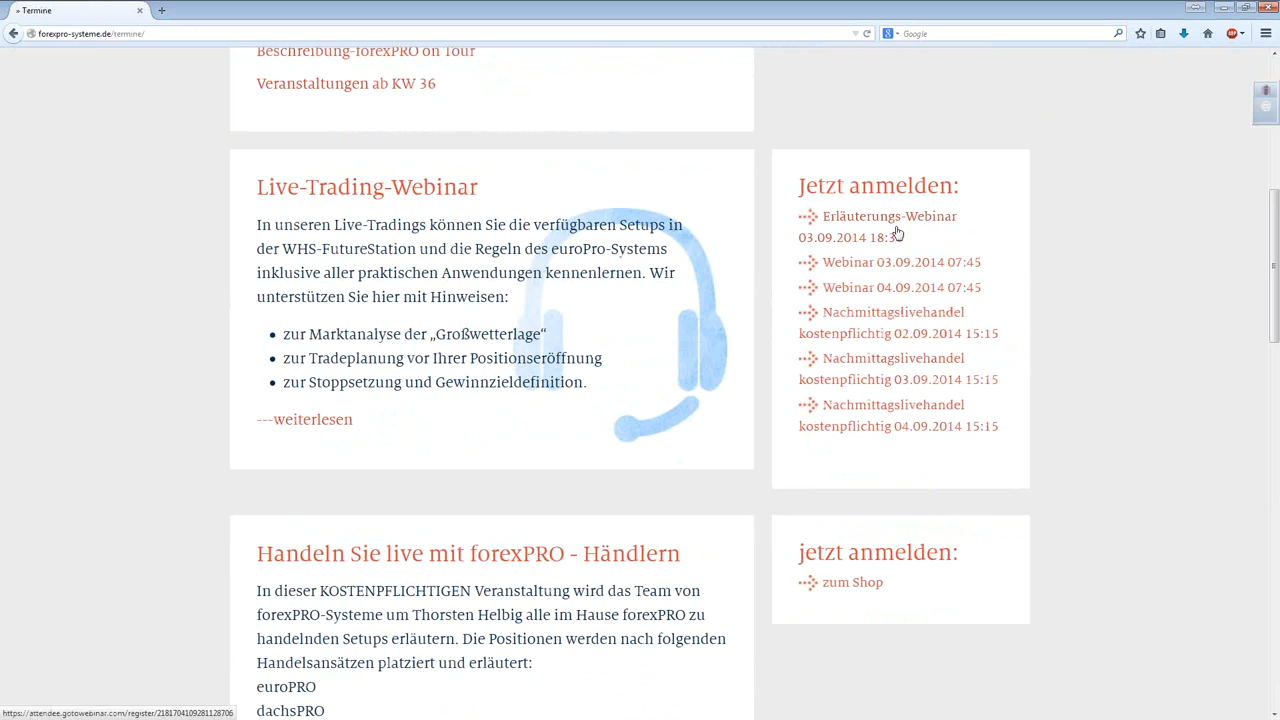 » Termine
forexpro-systeme.de/termine/
Google
Beschreibung-forexPRO on Tour
Veranstaltungen ab KW 36
Live-Trading-Webinar
In unseren Live-Tradings können Sie die verfügbaren Setups in
der WHS-FutureStation und die Regeln des euroPro-Systems
inklusive aller praktischen Anwendungen kennenlernen. Wir
unterstützen Sie hier mit Hinweisen:
• zur Marktanalyse der „Großwetterlage“
• zur Tradeplanung vor Ihrer Positionseröffnung
• zur Stoppsetzung und Gewinnzieldefinition.
---weiterlesen
Jetzt anmelden:
Erläuterungs-Webinar
03.09.2014
Webinar 03.09.2014 07:45
Webinar 04.09.2014 07:45
Nachmittagslivehandel
kostenpflichtig 02.09.2014 15:15
Nachmittagslivehandel
kostenpflichtig 03.09.2014 15:15
Nachmittagslivehandel
kostenpflichtig 04.09.2014 15:15
Handeln Sie live mit forexPRO - Händlern
In dieser KOSTENPFLICHTIGEN Veranstaltung wird das Team von
forexPRO-Systeme um Thorsten Helbig alle im Hause forexPRO zu
handelnden Setups erläutern. Die Positionen werden nach folgenden
Handelsansätzen platziert und erläutert:
euroPRO
dachsPRO
jetzt anmelden:
zum Shop
https://attendee.gotowebinar.com/register/2181704109281128706